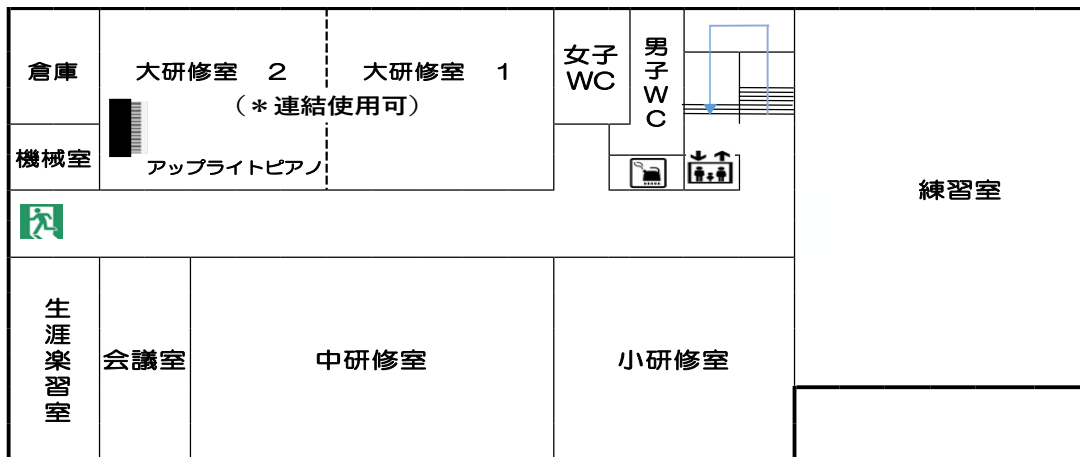 倉庫
大研修室 2
大研修室 1
(*連結使用可)
女子
WC
男子WC
機械室
アップライトピアノ
練習室
生涯楽習室
会議室
中研修室
小研修室